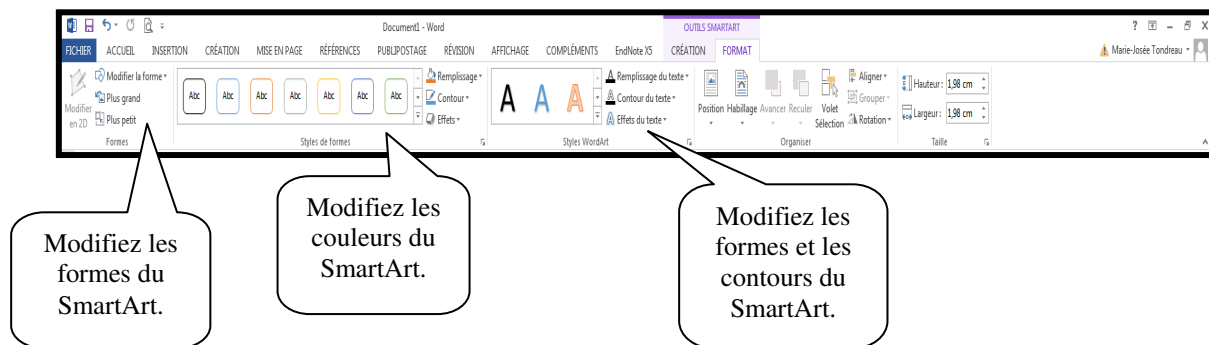 Document1 - Word
OUTILS SMARTART
FICHIER ACCUEIL INSERTION CRÉATION MISE EN PAGE RÉFÉRENCES PUBLIPOSTAGE RÉVISION AFFICHAGE COMPLÉMENTS EndNote X5 CRÉATION FORMAT
Marie-Josée Tondreau
Modifier en 2D
Modifier la forme
Plus grand
Plus petit
Formes
Abc Abc Abc Abc Abc Abc Abc
Remplissage
Contour
Effets
Styles de formes
A A A
Remplissage du texte
Contour du texte
Effets du texte
Styles WordArt
Position Habillage Avancer Reculer Volet Sélection
Aligner
Grouper
Rotation
Organiser
Hauteur : 1,98 cm
Largeur : 1,98 cm
Taille
Modifiez les
formes du
SmartArt.
Modifiez les
couleurs du
SmartArt.
Modifiez les
formes et les
contours du
SmartArt.